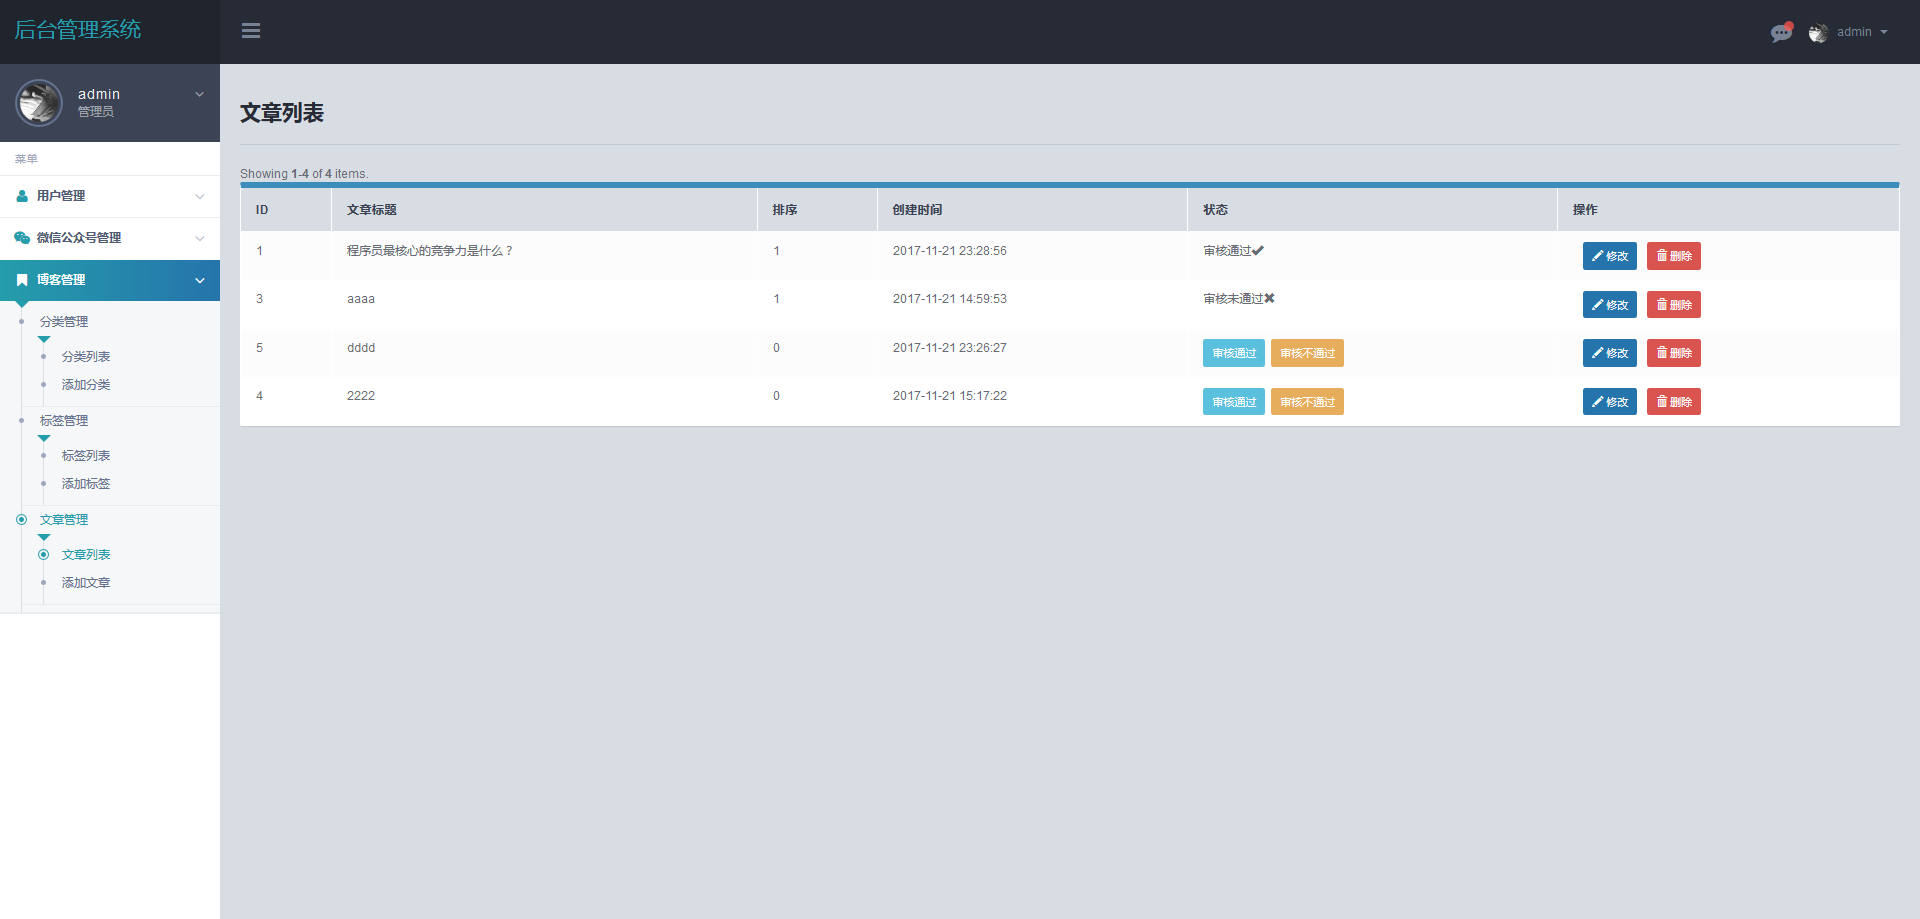 后台管理系统
admin
admin
管理员
菜单
用户管理
微信公众号管理
博客管理
分类管理
分类列表
添加分类
标签管理
标签列表
添加标签
文章管理
文章列表
添加文章
文章列表
Showing 1-4 of 4 items.
ID 文章标题 排序 创建时间 状态 操作
1 程序员最核心的竞争力是什么？ 1 2017-11-21 23:28:56 审核通过 修改 删除
3 aaaa 1 2017-11-21 14:59:53 审核未通过 修改 删除
5 dddd 0 2017-11-21 23:26:27 审核通过 审核不通过 修改 删除
4 2222 0 2017-11-21 15:17:22 审核通过 审核不通过 修改 删除